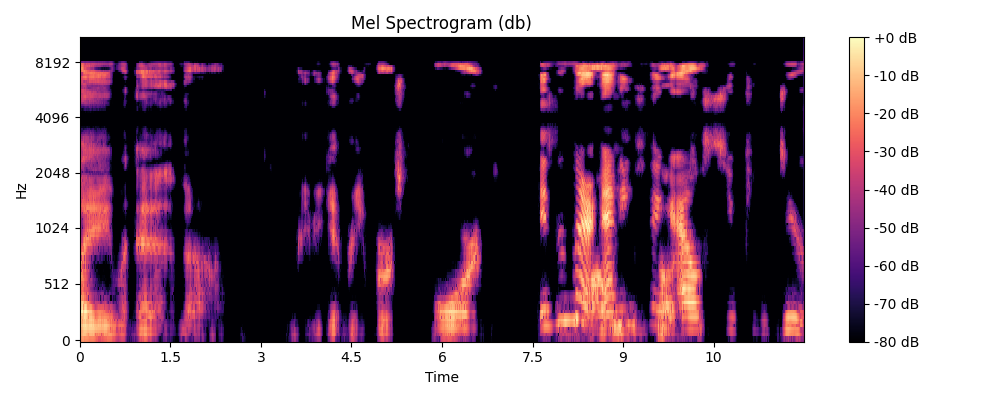 Mel Spectrogram (db)
8192
4096
2048
1024
512
0
Hz
0 1.5 3 4.5 6 7.5 9 10
Time
+0 dB
-10 dB
-20 dB
-30 dB
-40 dB
-50 dB
-60 dB
-70 dB
-80 dB